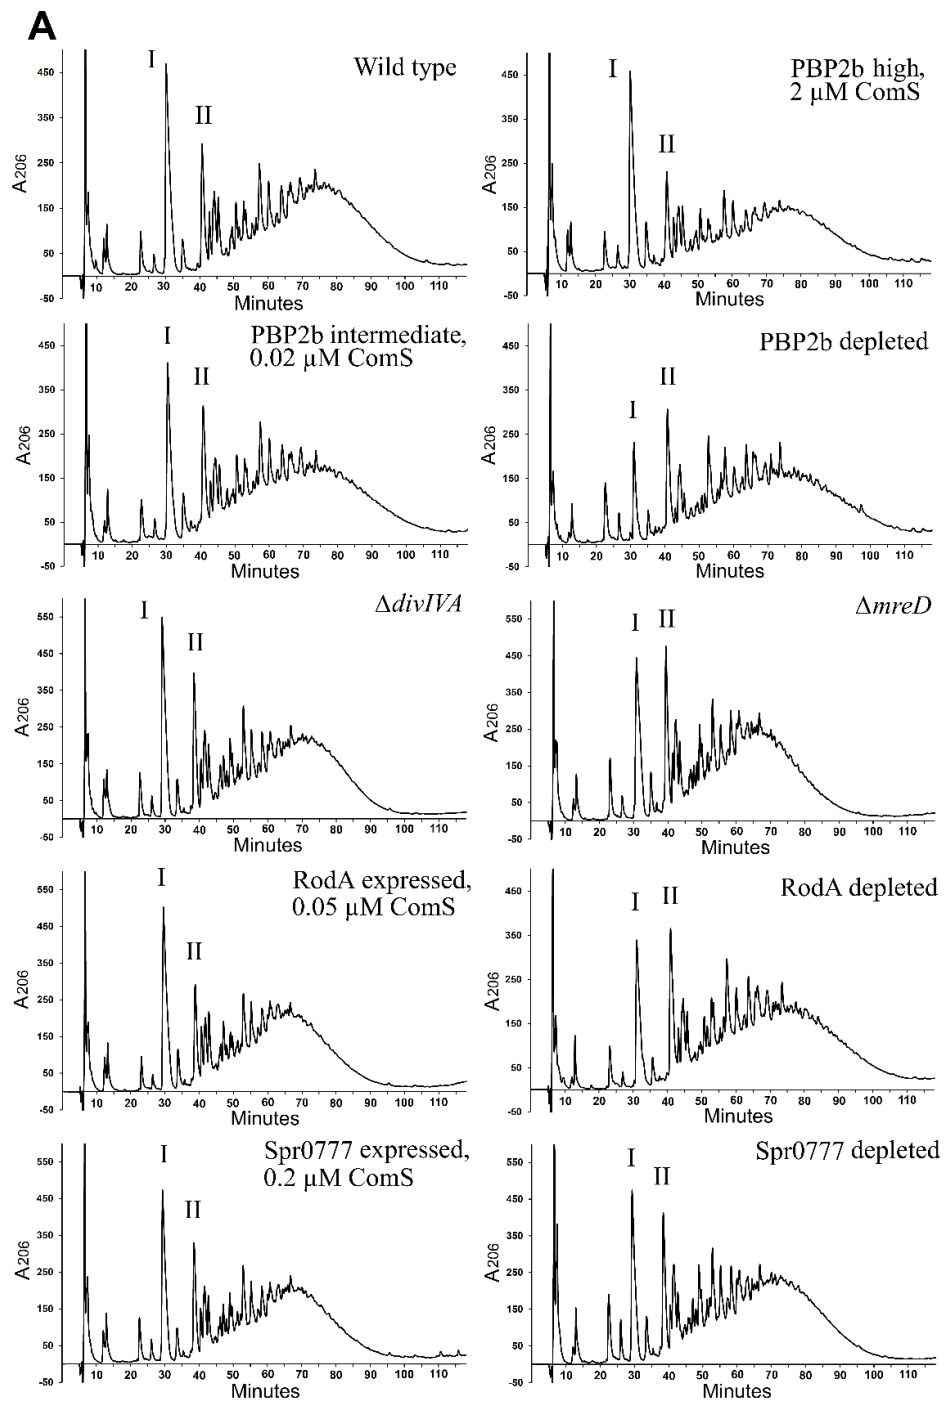 A
Wild type
I
II
A206
450
350
250
150
50
-50
10 20 30 40 50 60 70 80 90 100 110
Minutes
PBP2b high,
2 µM ComS
I
II
A206
450
350
250
150
50
-50
10 20 30 40 50 60 70 80 90 100 110
Minutes
PBP2b intermediate,
0.02 µM ComS
I
II
A206
450
350
250
150
50
-50
10 20 30 40 50 60 70 80 90 100 110
Minutes
PBP2b depleted
I
II
A206
450
350
250
150
50
-50
10 20 30 40 50 60 70 80 90 100 110
Minutes
ΔdivIVA
I
II
A206
550
450
350
250
150
50
-50
10 20 30 40 50 60 70 80 90 100 110
Minutes
ΔmreD
I
II
A206
550
450
350
250
150
50
-50
10 20 30 40 50 60 70 80 90 100 110
Minutes
RodA expressed,
0.05 µM ComS
I
II
A206
550
450
350
250
150
50
-50
10 20 30 40 50 60 70 80 90 100 110
Minutes
RodA depleted
I
II
A206
450
350
250
150
50
-50
10 20 30 40 50 60 70 80 90 100 110
Minutes
Spr0777 expressed,
0.2 µM ComS
I
II
A206
550
450
350
250
150
50
-50
10 20 30 40 50 60 70 80 90 100 110
Minutes
Spr0777 depleted
I
II
A206
550
450
350
250
150
50
-50
10 20 30 40 50 60 70 80 90 100 110
Minutes